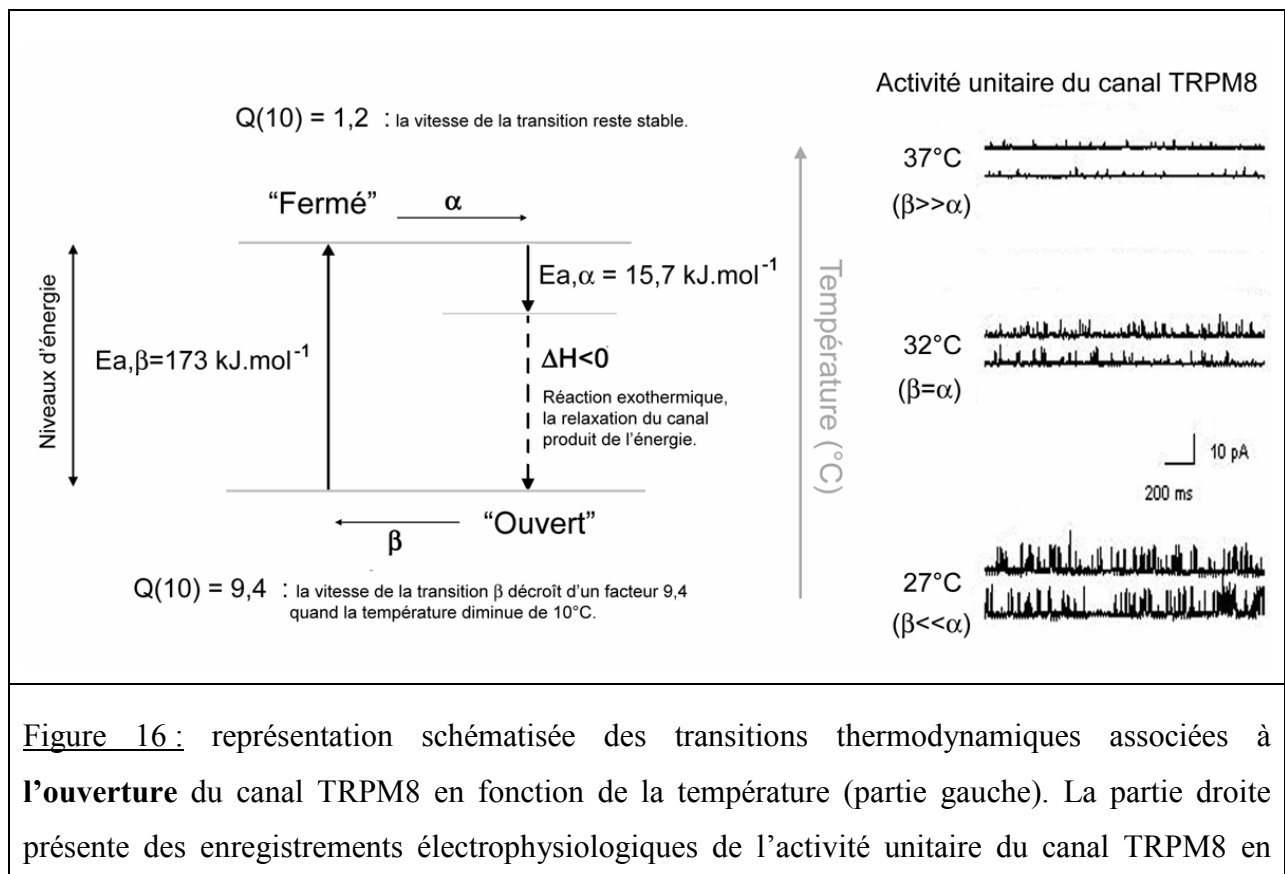 Activité unitaire du canal TRPM8
Q(10) = 1,2 : la vitesse de la transition reste stable.
37°C
(β>>α)
“Fermé”
α
Niveaux d’énergie
Ea,β=173 kJ.mol⁻¹
Ea,α = 15,7 kJ.mol⁻¹
ΔH<0
Réaction exothermique,
la relaxation du canal
produit de l’énergie.
Température (°C)
32°C
(β=α)
10 pA
200 ms
β
“Ouvert”
Q(10) = 9,4 : la vitesse de la transition β décroît d’un facteur 9,4
quand la température diminue de 10°C.
27°C
(β<<α)
Figure 16 : représentation schématisée des transitions thermodynamiques associées à
l’ouverture du canal TRPM8 en fonction de la température (partie gauche). La partie droite
présente des enregistrements électrophysiologiques de l’activité unitaire du canal TRPM8 en